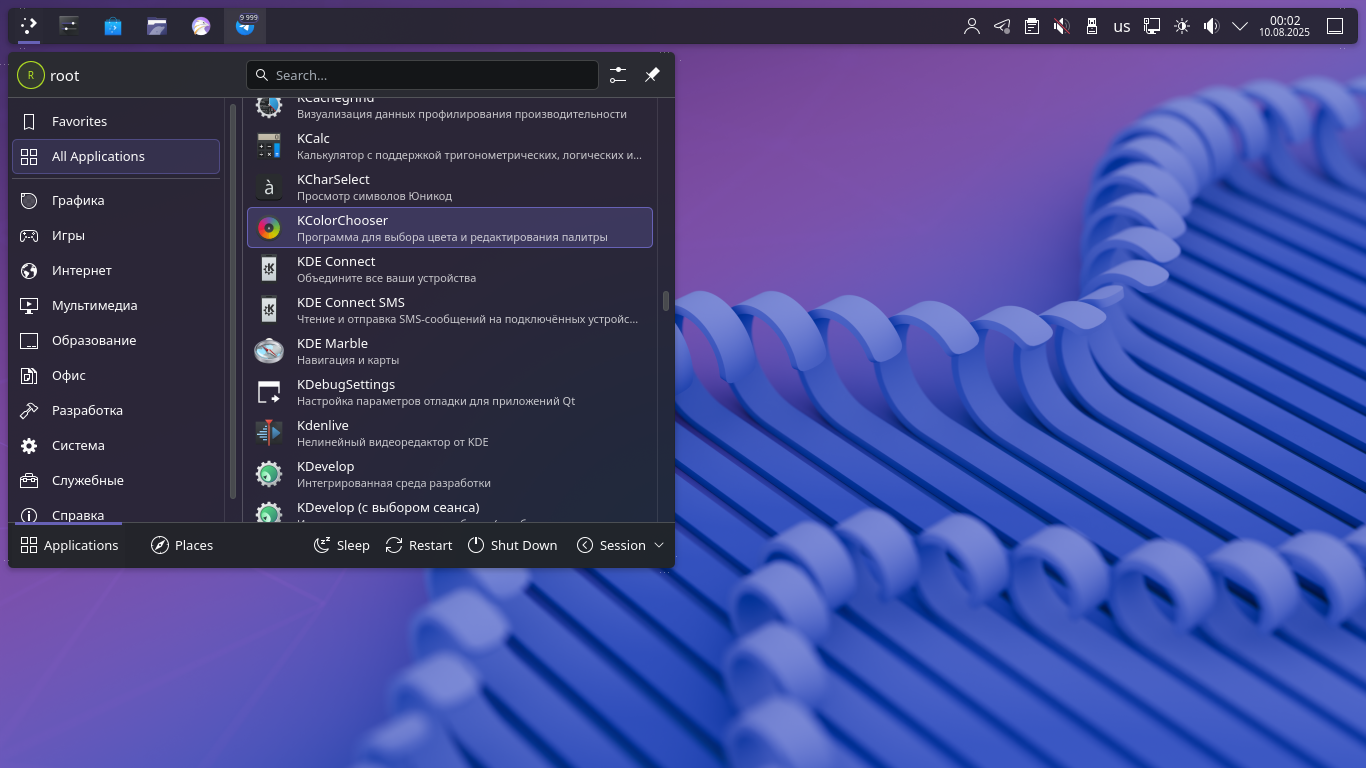 9 999
us
00:02
10.08.2025
R
root
Search...
Favorites
All Applications
Графика
Игры
Интернет
Мультимедиа
Образование
Офис
Разработка
Система
Служебные
Справка
KCachegrind
Визуализация данных профилирования производительности
KCalc
Калькулятор с поддержкой тригонометрических, логических и...
à
KCharSelect
Просмотр символов Юникод
KColorChooser
Программа для выбора цвета и редактирования палитры
KDE Connect
Объедините все ваши устройства
KDE Connect SMS
Чтение и отправка SMS-сообщений на подключённых устройс...
KDE Marble
Навигация и карты
KDebugSettings
Настройка параметров отладки для приложений Qt
Kdenlive
Нелинейный видеоредактор от KDE
KDevelop
Интегрированная среда разработки
KDevelop (с выбором сеанса)
Applications
Places
Sleep
Restart
Shut Down
Session